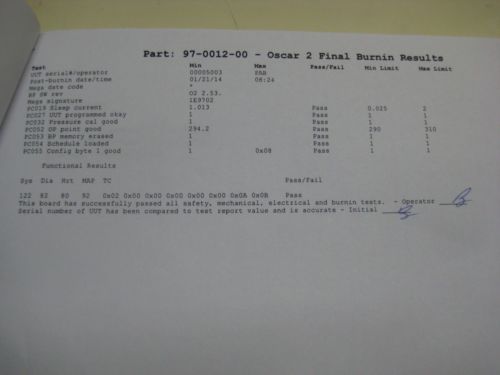 Part: 97-0012-00 - Oscar 2 Final Burnin Results
Test Min Max Pass/Fail Min Limit Max Limit
UUT serial#/operator 00005003 PAB
Post-burnin date/time 01/21/14 08:24
Mega date code *
BP SW rev O2 2.53.
Mega signature 1E9702
PC019 Sleep current 1.013 Pass 0.025 2
PC027 UUT programmed okay 1 Pass 1 1
PC032 Pressure cal good 1 Pass 1 1
PC052 OP point good 294.2 Pass 290 310
PC053 BP memory erased 1 Pass 1 1
PC054 Schedule loaded 1 Pass 1 1
PC055 Config byte 1 good 1 0x08 Pass 1 1
Functional Results
Sys Dia Hrt MAP TC Pass/Fail
122 82 80 92 0x02 0x00 0x00 0x00 0x00 0x00 0x0A 0x0B Pass
This board has successfully passed all safety, mechanical, electrical and burnin tests. - Operator
Serial number of UUT has been compared to test report value and is accurate - Initial